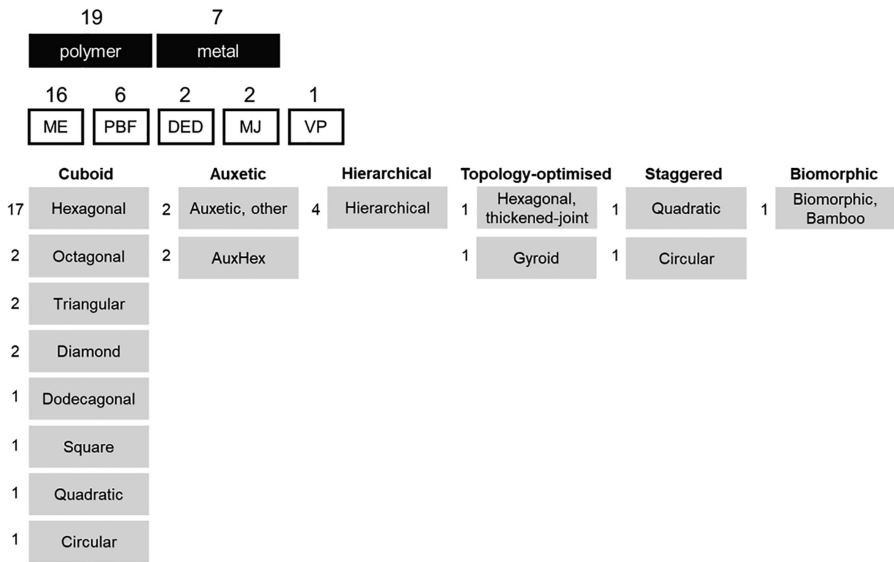 19 7
polymer metal
16 6 2 2 1
ME PBF DED MJ VP
Cuboid Auxetic Hierarchical Topology-optimised Staggered Biomorphic
17 Hexagonal 2 Auxetic, other 4 Hierarchical 1 Hexagonal, thickened-joint 1 Quadratic 1 Biomorphic, Bamboo
2 Octagonal 2 AuxHex 1 Gyroid 1 Circular
2 Triangular
2 Diamond
1 Dodecagonal
1 Square
1 Quadratic
1 Circular